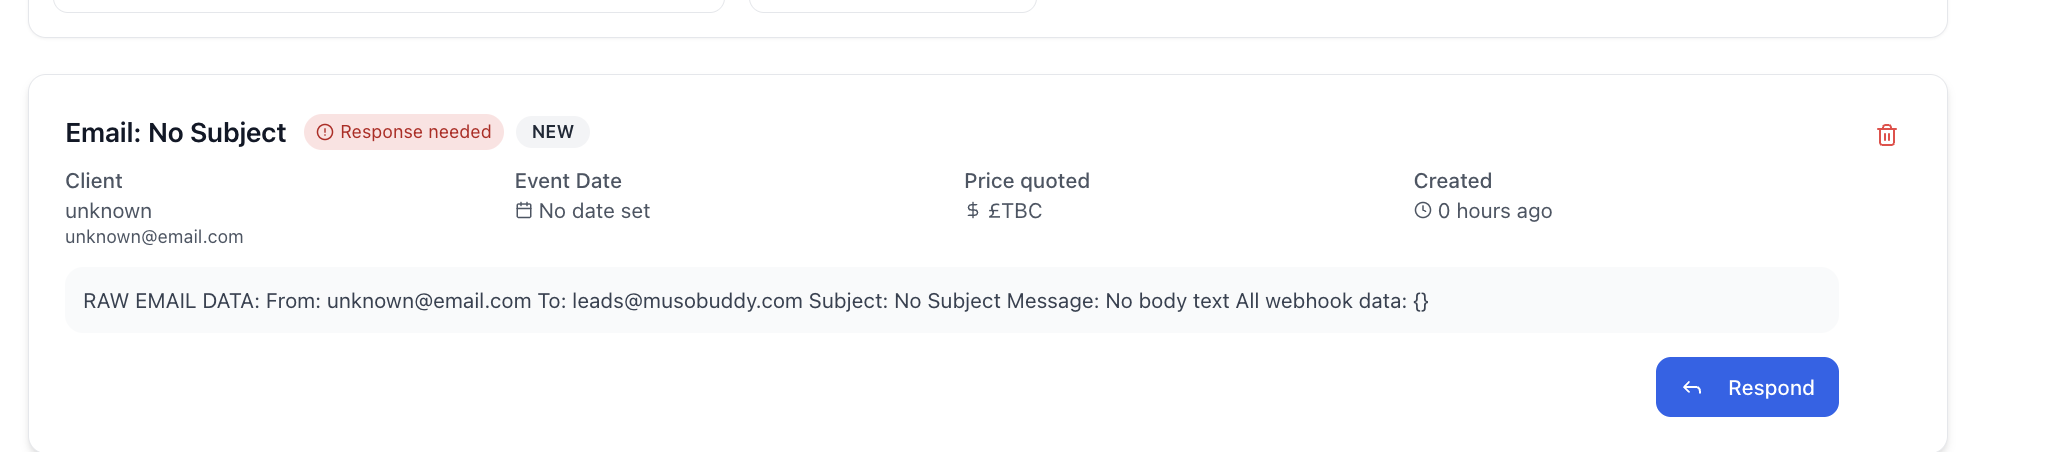 Email: No Subject Response needed NEW
Client Event Date Price quoted Created
unknown No date set $ £TBC 0 hours ago
unknown@email.com
RAW EMAIL DATA: From: unknown@email.com To: leads@musobuddy.com Subject: No Subject Message: No body text All webhook data: {}
Respond